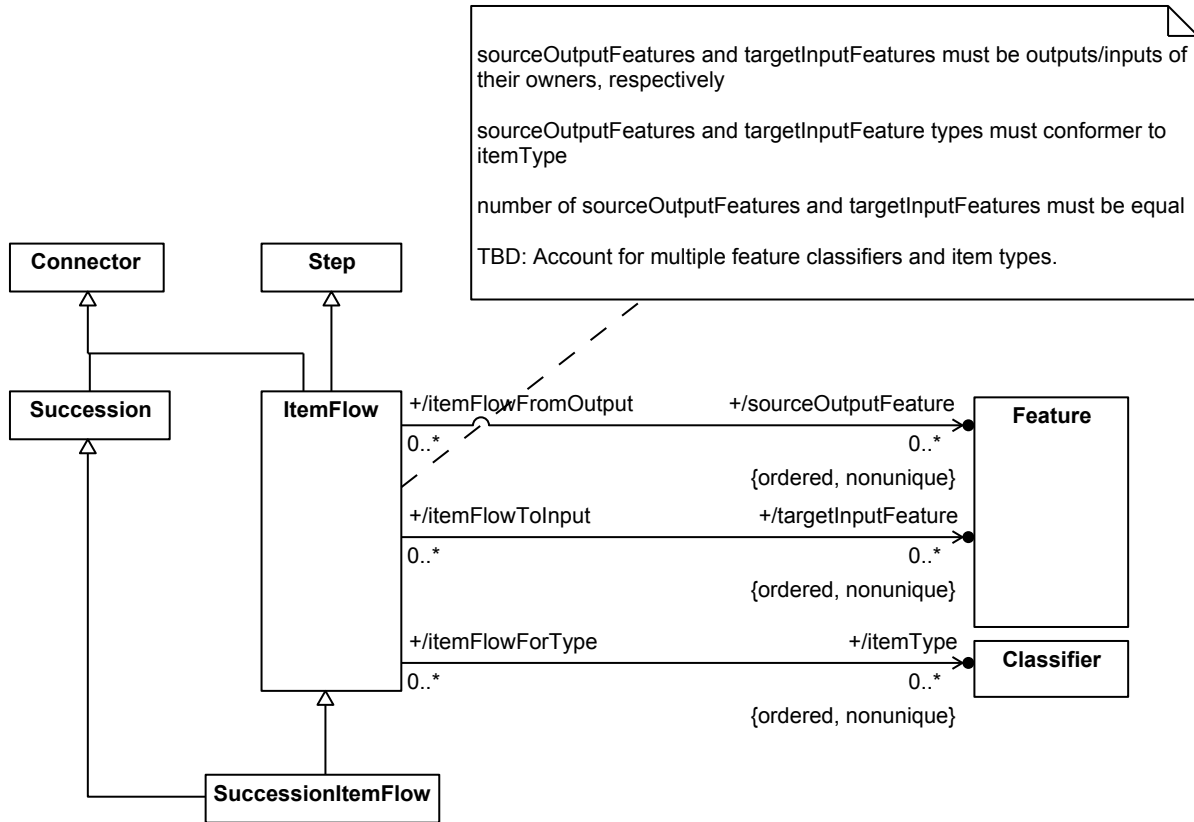 sourceOutputFeatures and targetInputFeatures must be outputs/inputs of
their owners, respectively
sourceOutputFeatures and targetInputFeature types must conformer to
itemType
number of sourceOutputFeatures and targetInputFeatures must be equal
TBD: Account for multiple feature classifiers and item types.
Connector
Step
Succession
ItemFlow
+/itemFlowFromOutput
+/sourceOutputFeature
Feature
0..*
0..*
{ordered, nonunique}
+/itemFlowToInput
+/targetInputFeature
0..*
0..*
{ordered, nonunique}
+/itemFlowForType
+/itemType
Classifier
0..*
0..*
{ordered, nonunique}
SuccessionItemFlow